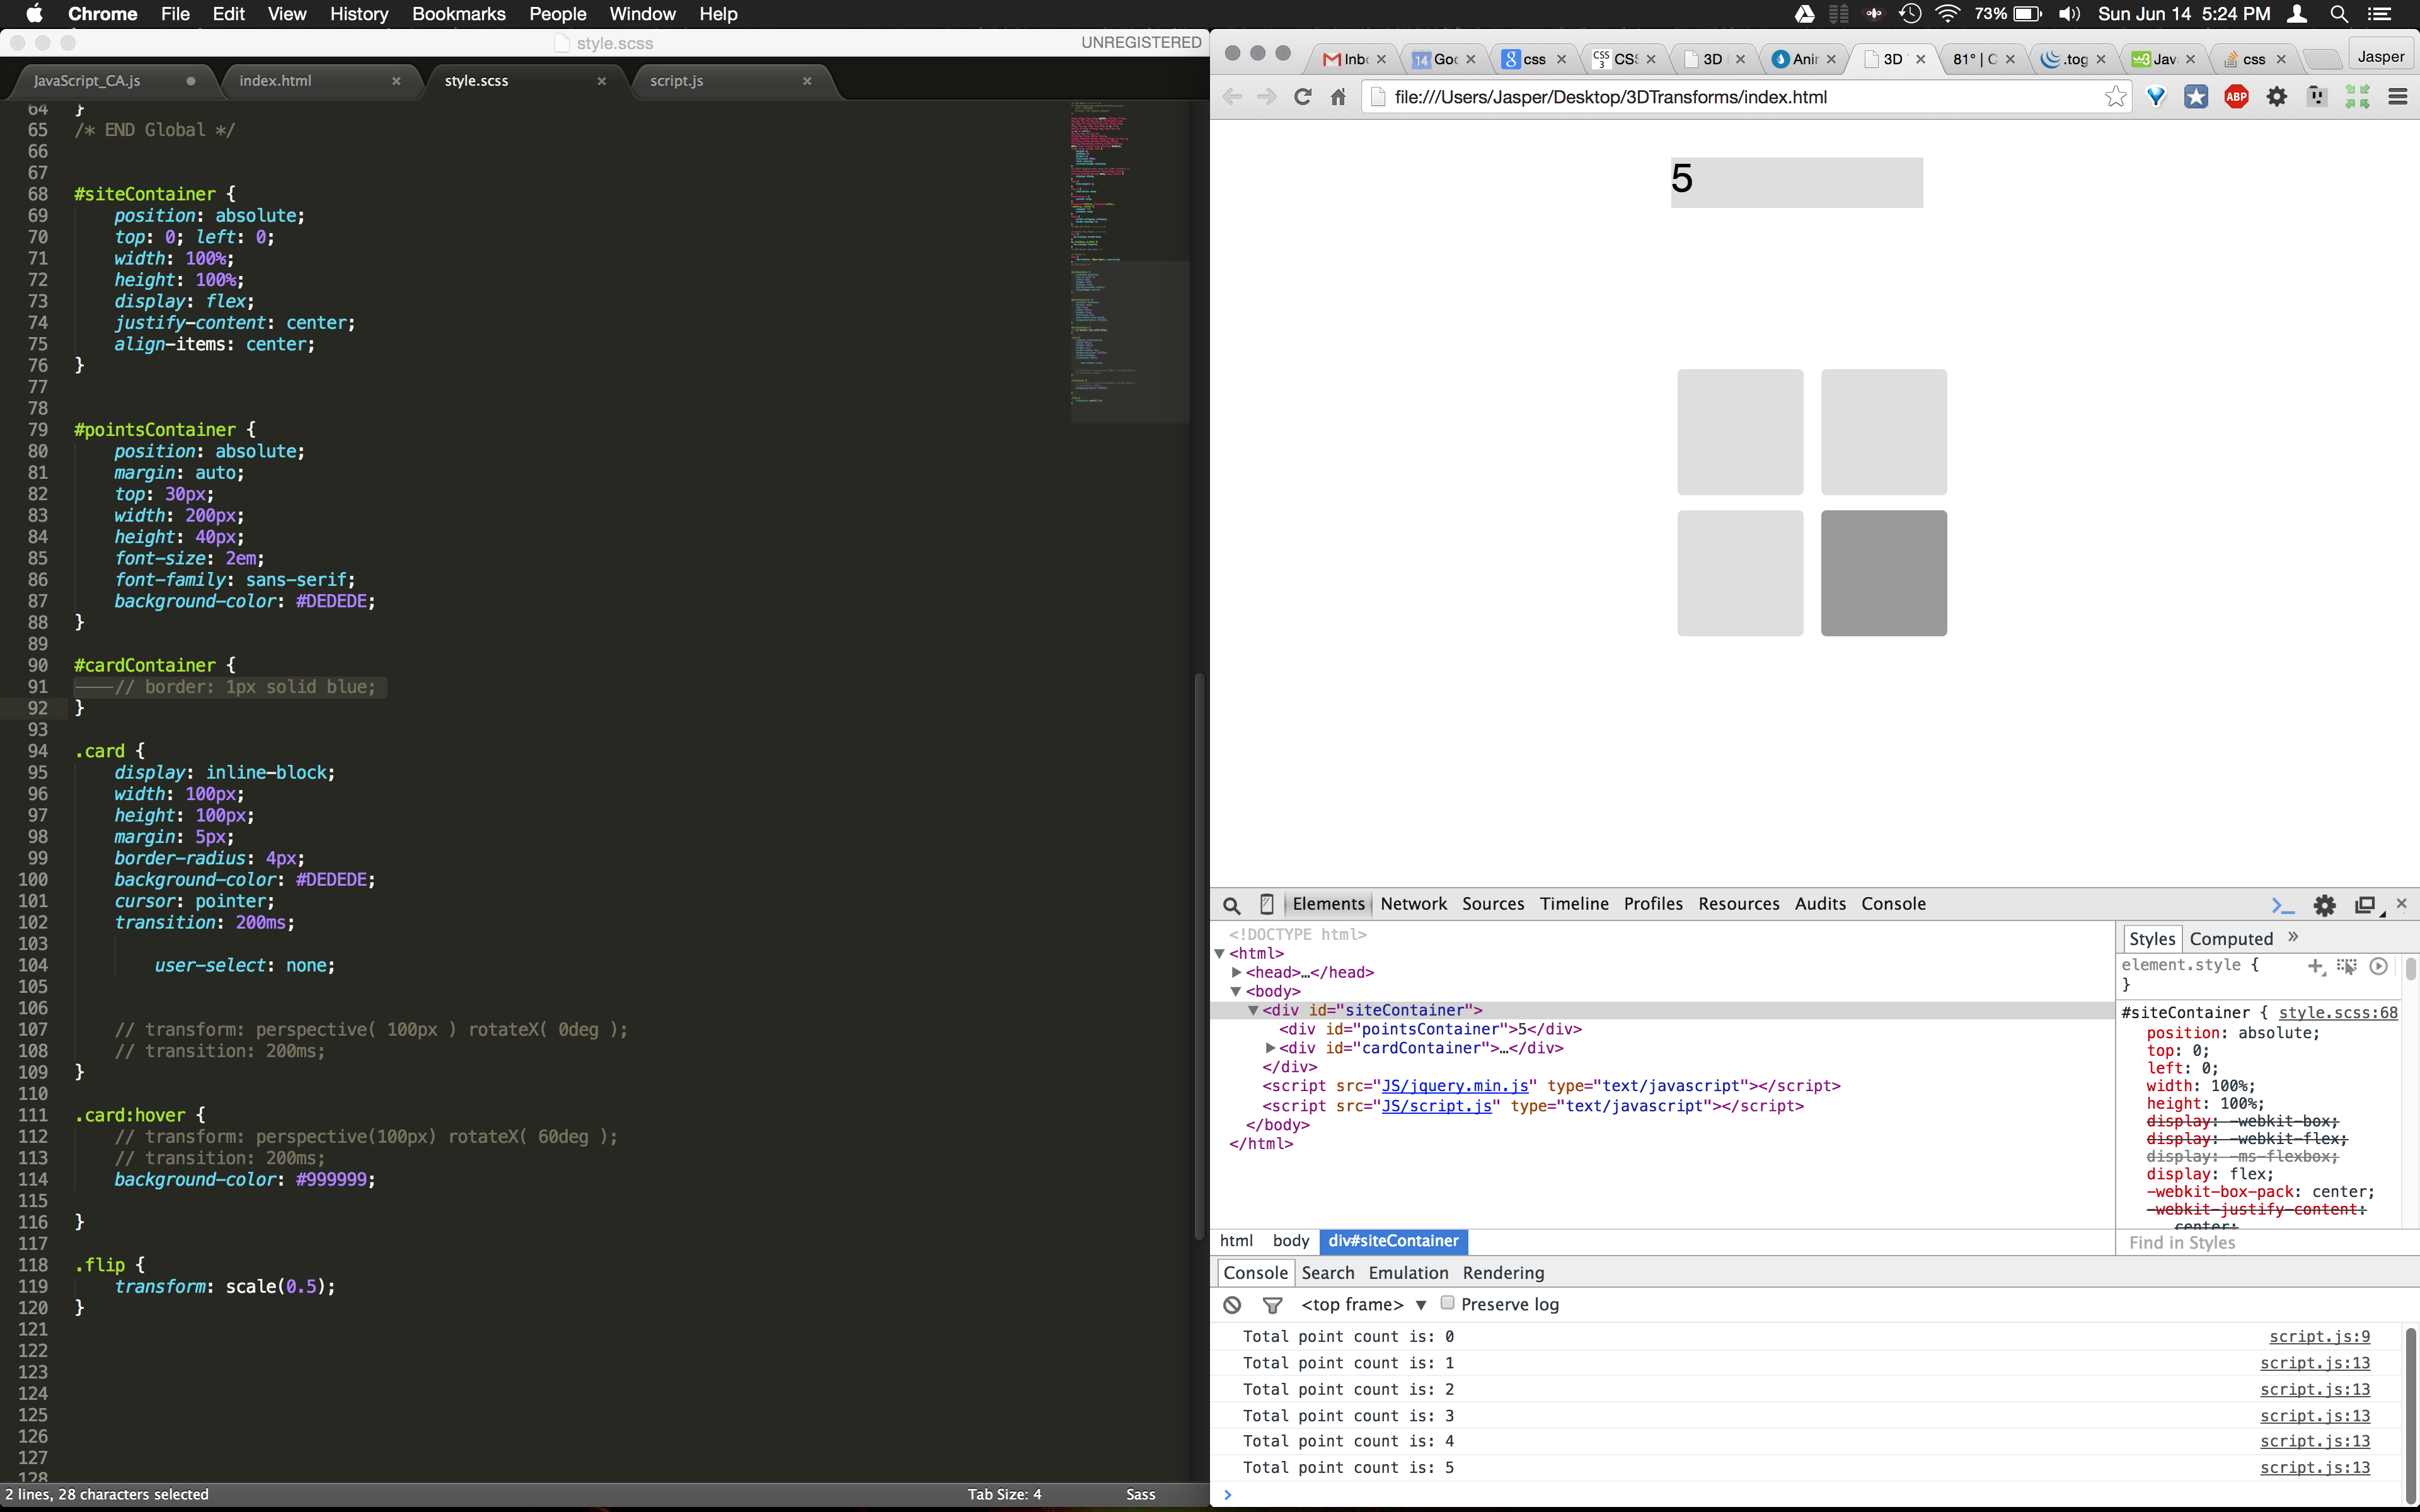 Chrome File Edit View History Bookmarks People Window Help 73% Sun Jun 14 5:24 PM
style.scss UNREGISTERED
JavaScript_CA.js index.html × style.scss × script.js ×
64 }
65 /* END Global */
66
67
68 #siteContainer {
69 position: absolute;
70 top: 0; left: 0;
71 width: 100%;
72 height: 100%;
73 display: flex;
74 justify-content: center;
75 align-items: center;
76 }
77
78
79 #pointsContainer {
80 position: absolute;
81 margin: auto;
82 top: 30px;
83 width: 200px;
84 height: 40px;
85 font-size: 2em;
86 font-family: sans-serif;
87 background-color: #DEDEDE;
88 }
89
90 #cardContainer {
91 // border: 1px solid blue;
92 }
93
94 .card {
95 display: inline-block;
96 width: 100px;
97 height: 100px;
98 margin: 5px;
99 border-radius: 4px;
100 background-color: #DEDEDE;
101 cursor: pointer;
102 transition: 200ms;
103
104 user-select: none;
105
106
107 // transform: perspective( 100px ) rotateX( 0deg );
108 // transition: 200ms;
109 }
110
111 .card:hover {
112 // transform: perspective(100px) rotateX( 60deg );
113 // transition: 200ms;
114 background-color: #999999;
115
116 }
117
118 .flip {
119 transform: scale(0.5);
120 }
121
122
123
124
125
126
127
128
2 lines, 28 characters selected Tab Size: 4 Sass
Inbo × 14 Goo × 8 css × CSS 3 CSS × 3D × Anir × 3D × 81° | C × .tog × w3 Jav × css × Jasper
file:///Users/Jasper/Desktop/3DTransforms/index.html ABP
5
Elements Network Sources Timeline Profiles Resources Audits Console
<!DOCTYPE html>
<html>
<head>…</head>
<body>
<div id="siteContainer">
<div id="pointsContainer">5</div>
<div id="cardContainer">…</div>
</div>
<script src="JS/jquery.min.js" type="text/javascript"></script>
<script src="JS/script.js" type="text/javascript"></script>
</body>
</html>
html body div#siteContainer
Styles Computed »
element.style {
}
#siteContainer { style.scss:68
position: absolute;
top: 0;
left: 0;
width: 100%;
height: 100%;
display: -webkit-box;
display: -webkit-flex;
display: -ms-flexbox;
display: flex;
-webkit-box-pack: center;
-webkit-justify-content:
center;
Find in Styles
Console Search Emulation Rendering
<top frame> ▼ Preserve log
Total point count is: 0 script.js:9
Total point count is: 1 script.js:13
Total point count is: 2 script.js:13
Total point count is: 3 script.js:13
Total point count is: 4 script.js:13
Total point count is: 5 script.js:13
>